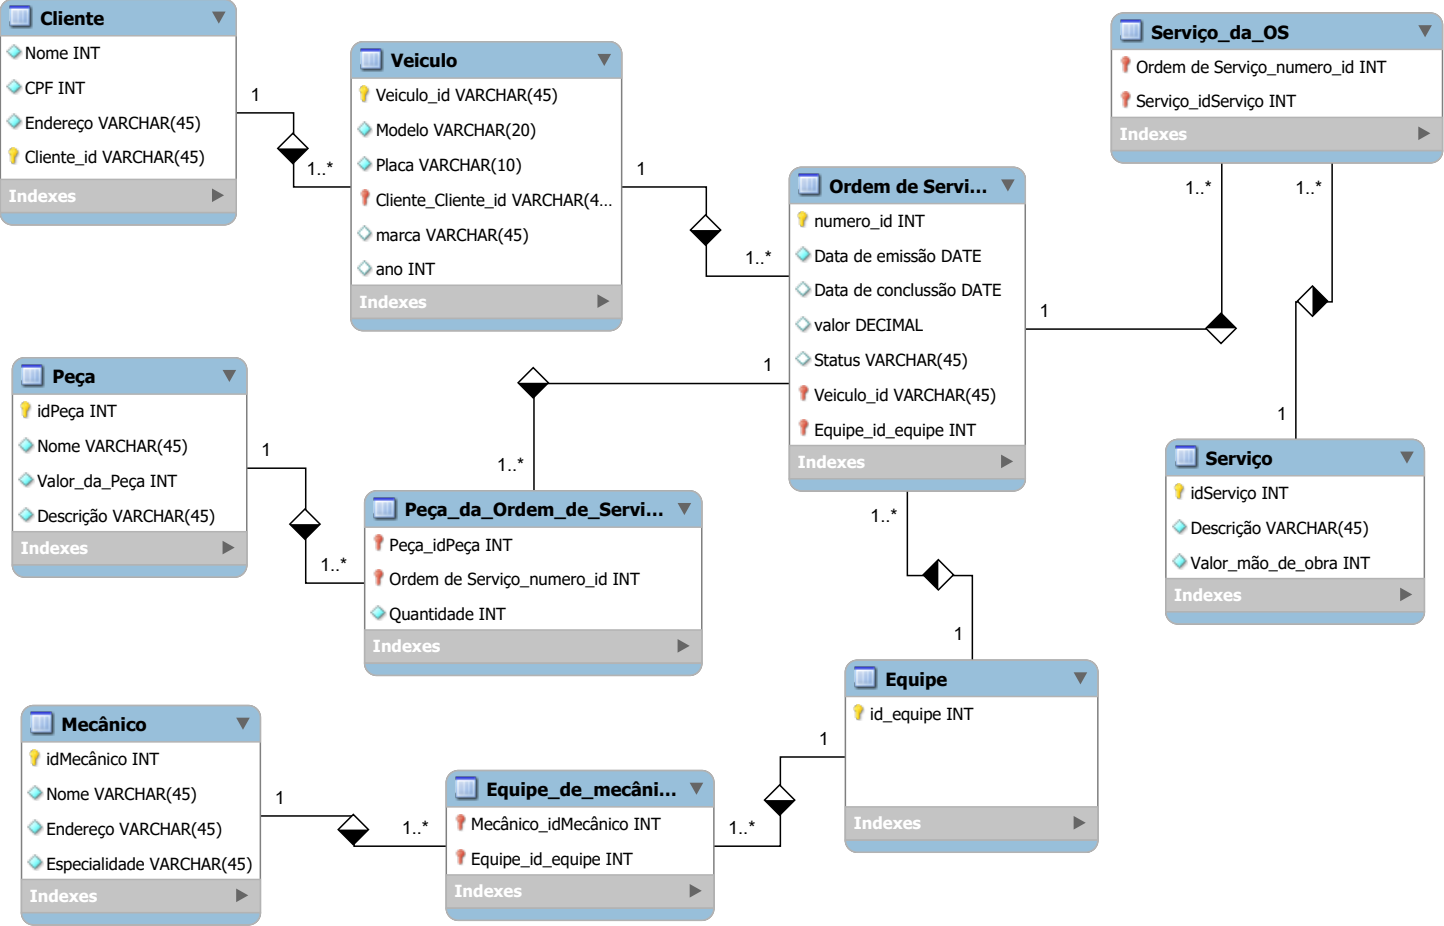 Cliente
Nome INT
CPF INT
Endereço VARCHAR(45)
Cliente_id VARCHAR(45)
Indexes
1
1..*
Veiculo
Veiculo_id VARCHAR(45)
Modelo VARCHAR(20)
Placa VARCHAR(10)
Cliente_Cliente_id VARCHAR(4...
marca VARCHAR(45)
ano INT
Indexes
1
1..*
Ordem de Servi...
numero_id INT
Data de emissão DATE
Data de conclussão DATE
valor DECIMAL
Status VARCHAR(45)
Veiculo_id VARCHAR(45)
Equipe_id_equipe INT
Indexes
1
1..*
1..*
Serviço_da_OS
Ordem de Serviço_numero_id INT
Serviço_idServiço INT
Indexes
1
Serviço
idServiço INT
Descrição VARCHAR(45)
Valor_mão_de_obra INT
Indexes
Peça
idPeça INT
Nome VARCHAR(45)
Valor_da_Peça INT
Descrição VARCHAR(45)
Indexes
1
1..*
1
1..*
Peça_da_Ordem_de_Servi...
Peça_idPeça INT
Ordem de Serviço_numero_id INT
Quantidade INT
Indexes
1..*
1
Equipe
id_equipe INT
Indexes
Mecânico
idMecânico INT
Nome VARCHAR(45)
Endereço VARCHAR(45)
Especialidade VARCHAR(45)
Indexes
1
1..*
Equipe_de_mecâni...
Mecânico_idMecânico INT
Equipe_id_equipe INT
Indexes
1..*
1